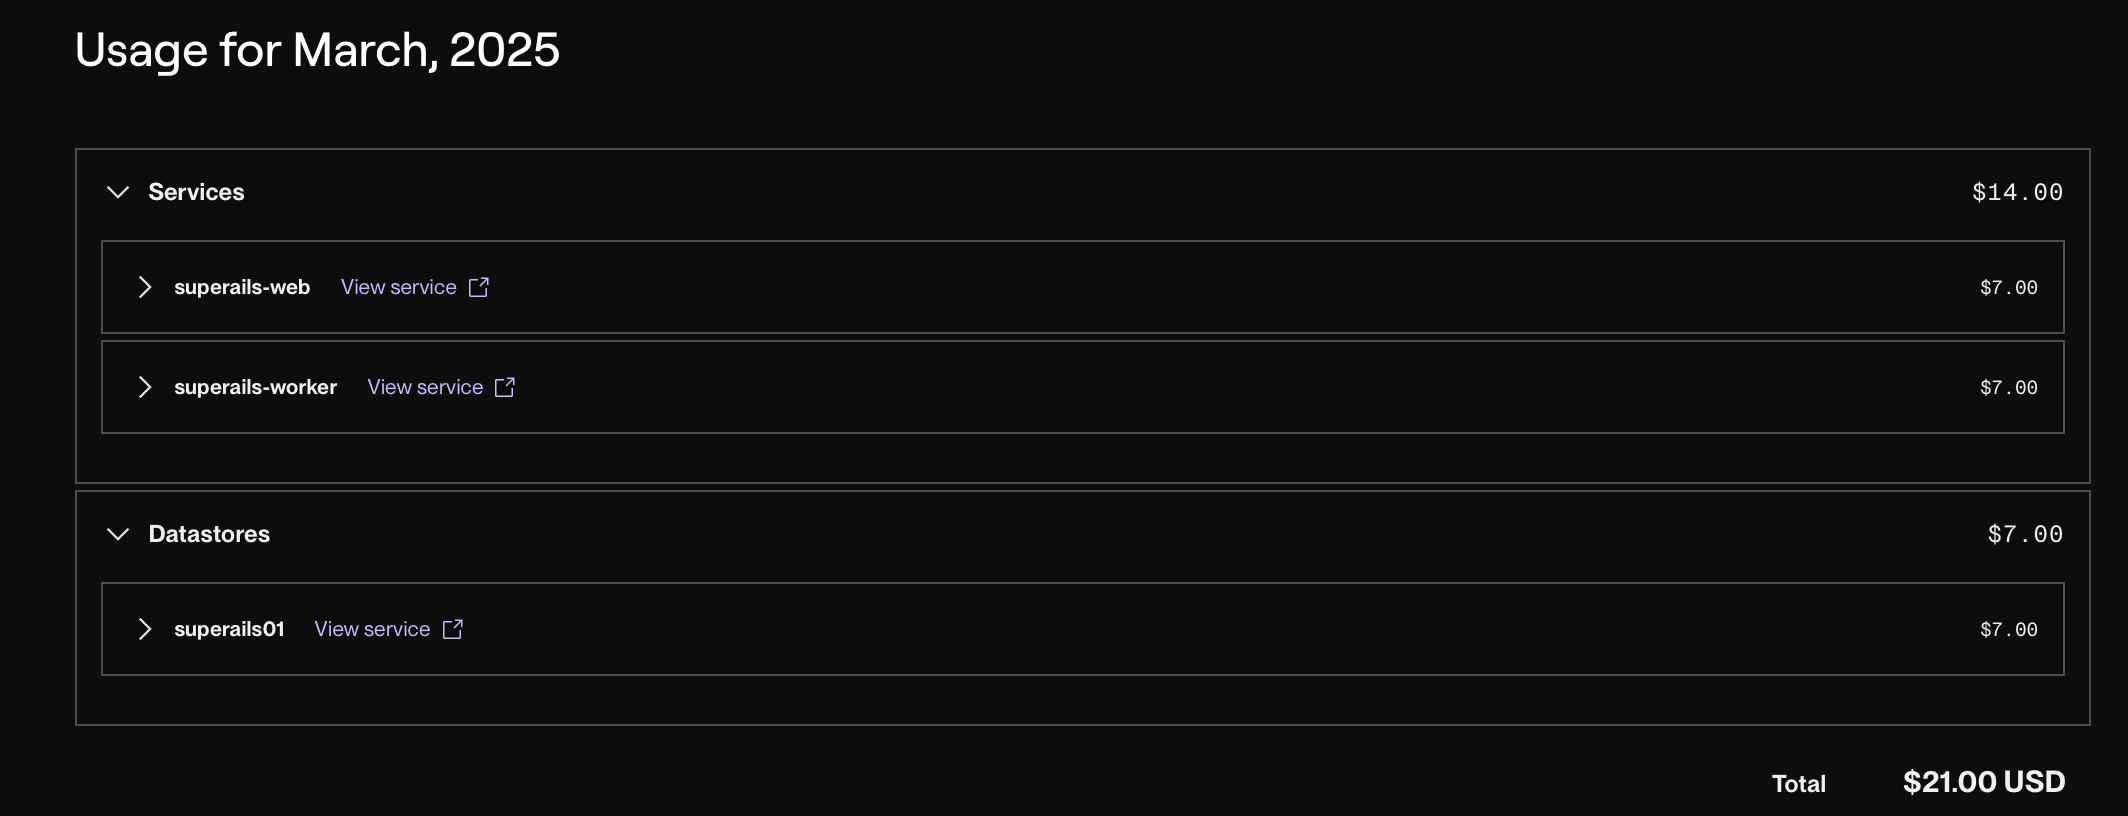 Usage for March, 2025
Services $14.00
superails-web View service $7.00
superails-worker View service $7.00
Datastores $7.00
superails01 View service $7.00
Total $21.00 USD